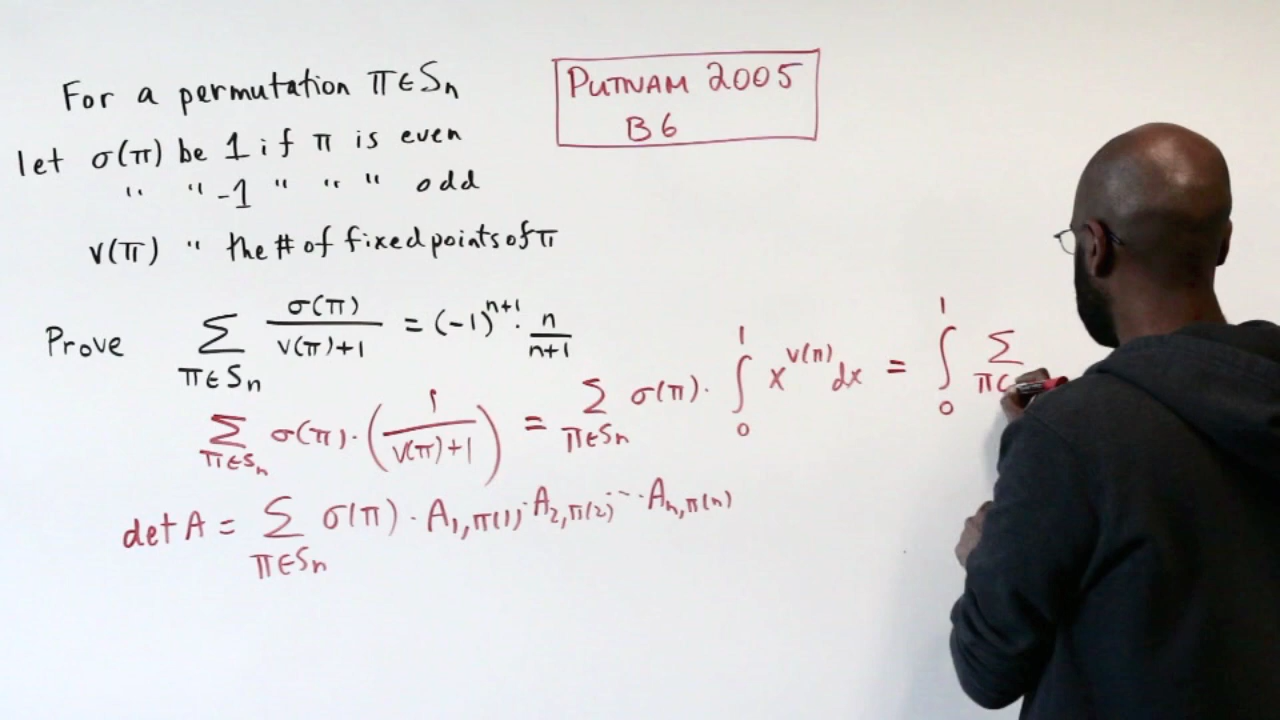 For a permutation π∈Sₙ
PUTNAM 2005
B6
let σ(π) be 1 if π is even
" " -1 " " " odd
v(π) " the # of fixed points of π
Prove ∑_{π∈Sₙ} σ(π)/(v(π)+1) = (-1)^{n+1} · n/(n+1)
∑_{π∈Sₙ} σ(π)·(1/(v(π)+1)) = ∑_{π∈Sₙ} σ(π)· ∫₀¹ x^{v(π)} dx = ∫₀¹ ∑_{π∈
det A = ∑_{π∈Sₙ} σ(π) · A_{1,π(1)} · A_{2,π(2)} ··· A_{n,π(n)}